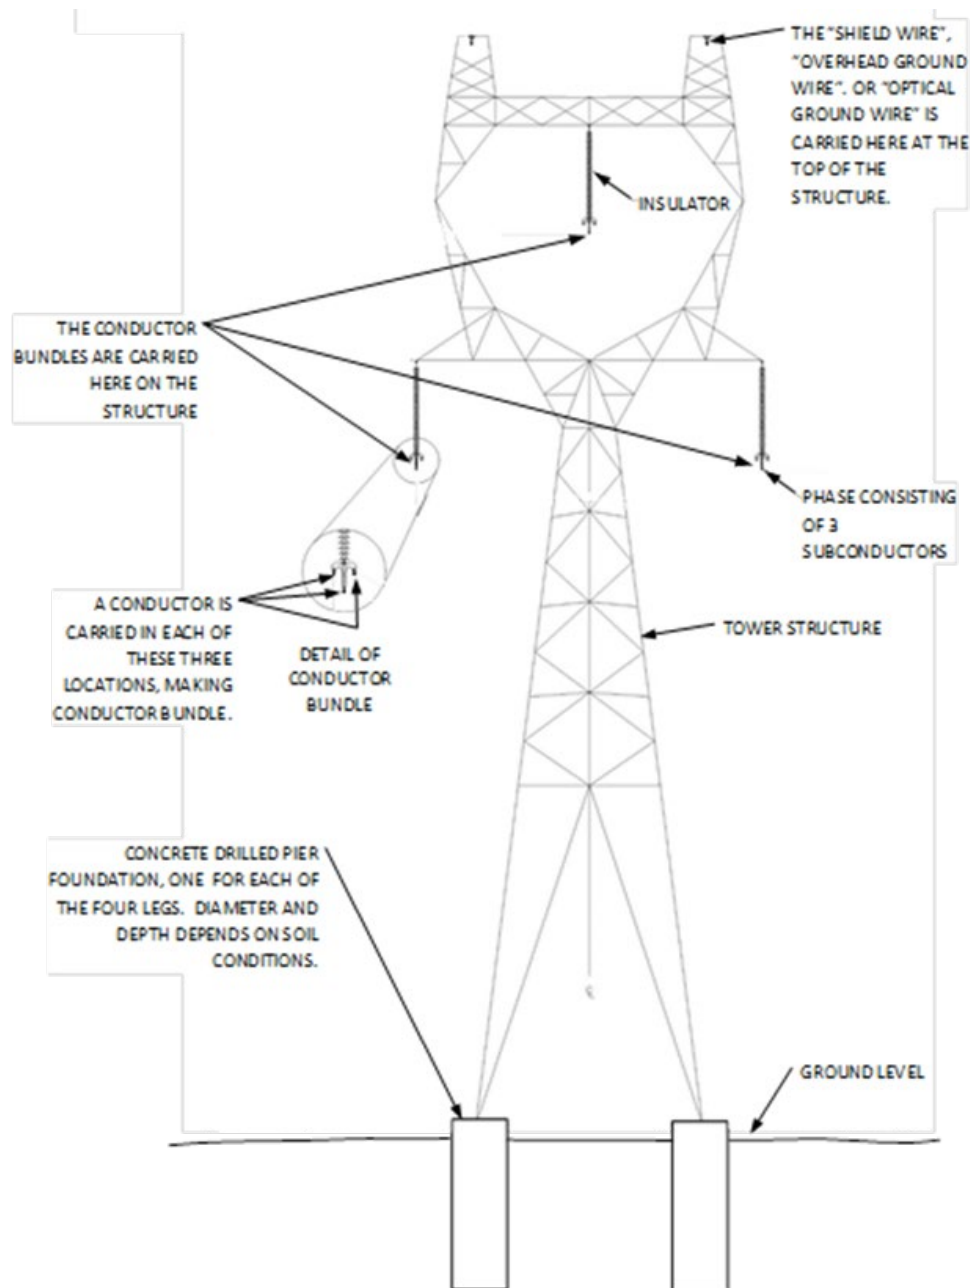 THE "SHIELD WIRE",
"OVERHEAD GROUND
WIRE". OR "OPTICAL
GROUND WIRE" IS
CARRIED HERE AT THE
TOP OF THE
STRUCTURE.
INSULATOR
THE CONDUCTOR
BUNDLES ARE CARRIED
HERE ON THE
STRUCTURE
PHASE CONSISTING
OF 3
SUBCONDUCTORS
A CONDUCTOR IS
CARRIED IN EACH OF
THESE THREE
LOCATIONS, MAKING
CONDUCTOR BUNDLE.
DETAIL OF
CONDUCTOR
BUNDLE
TOWER STRUCTURE
CONCRETE DRILLED PIER
FOUNDATION, ONE FOR EACH OF
THE FOUR LEGS. DIAMETER AND
DEPTH DEPENDS ON SOIL
CONDITIONS.
GROUND LEVEL